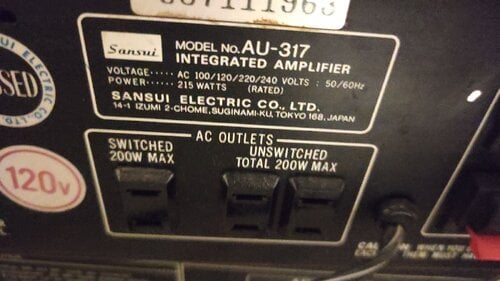 Sansui
MODEL NO. AU-317
INTEGRATED AMPLIFIER
VOLTAGE ····· AC 100/120/220/240 VOLTS : 50/60Hz
POWER ······ 215 WATTS (RATED)
SANSUI ELECTRIC CO., LTD.
14-1 IZUMI 2-CHOME, SUGINAMI-KU, TOKYO 168, JAPAN
AC OUTLETS
SWITCHED
200W MAX
UNSWITCHED
TOTAL 200W MAX
120v